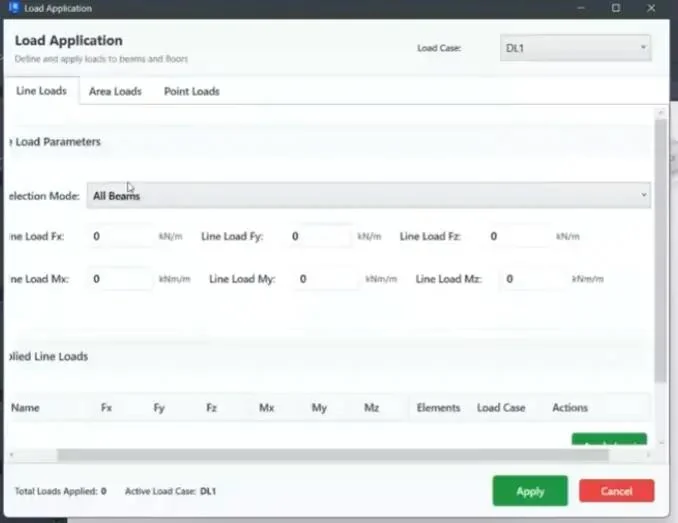 Load Application
Load Application
Define and apply loads to beams and floors
Load Case: DL1
Line Loads Area Loads Point Loads
Load Parameters
election Mode: All Beams
ne Load Fx: 0 kN/m Line Load Fy: 0 kN/m Line Load Fz: 0 kN/m
ne Load Mx: 0 kNm/m Line Load My: 0 kNm/m Line Load Mz: 0 kNm/m
plied Line Loads
Name Fx Fy Fz Mx My Mz Elements Load Case Actions
Total Loads Applied: 0 Active Load Case: DL1 Apply Cancel